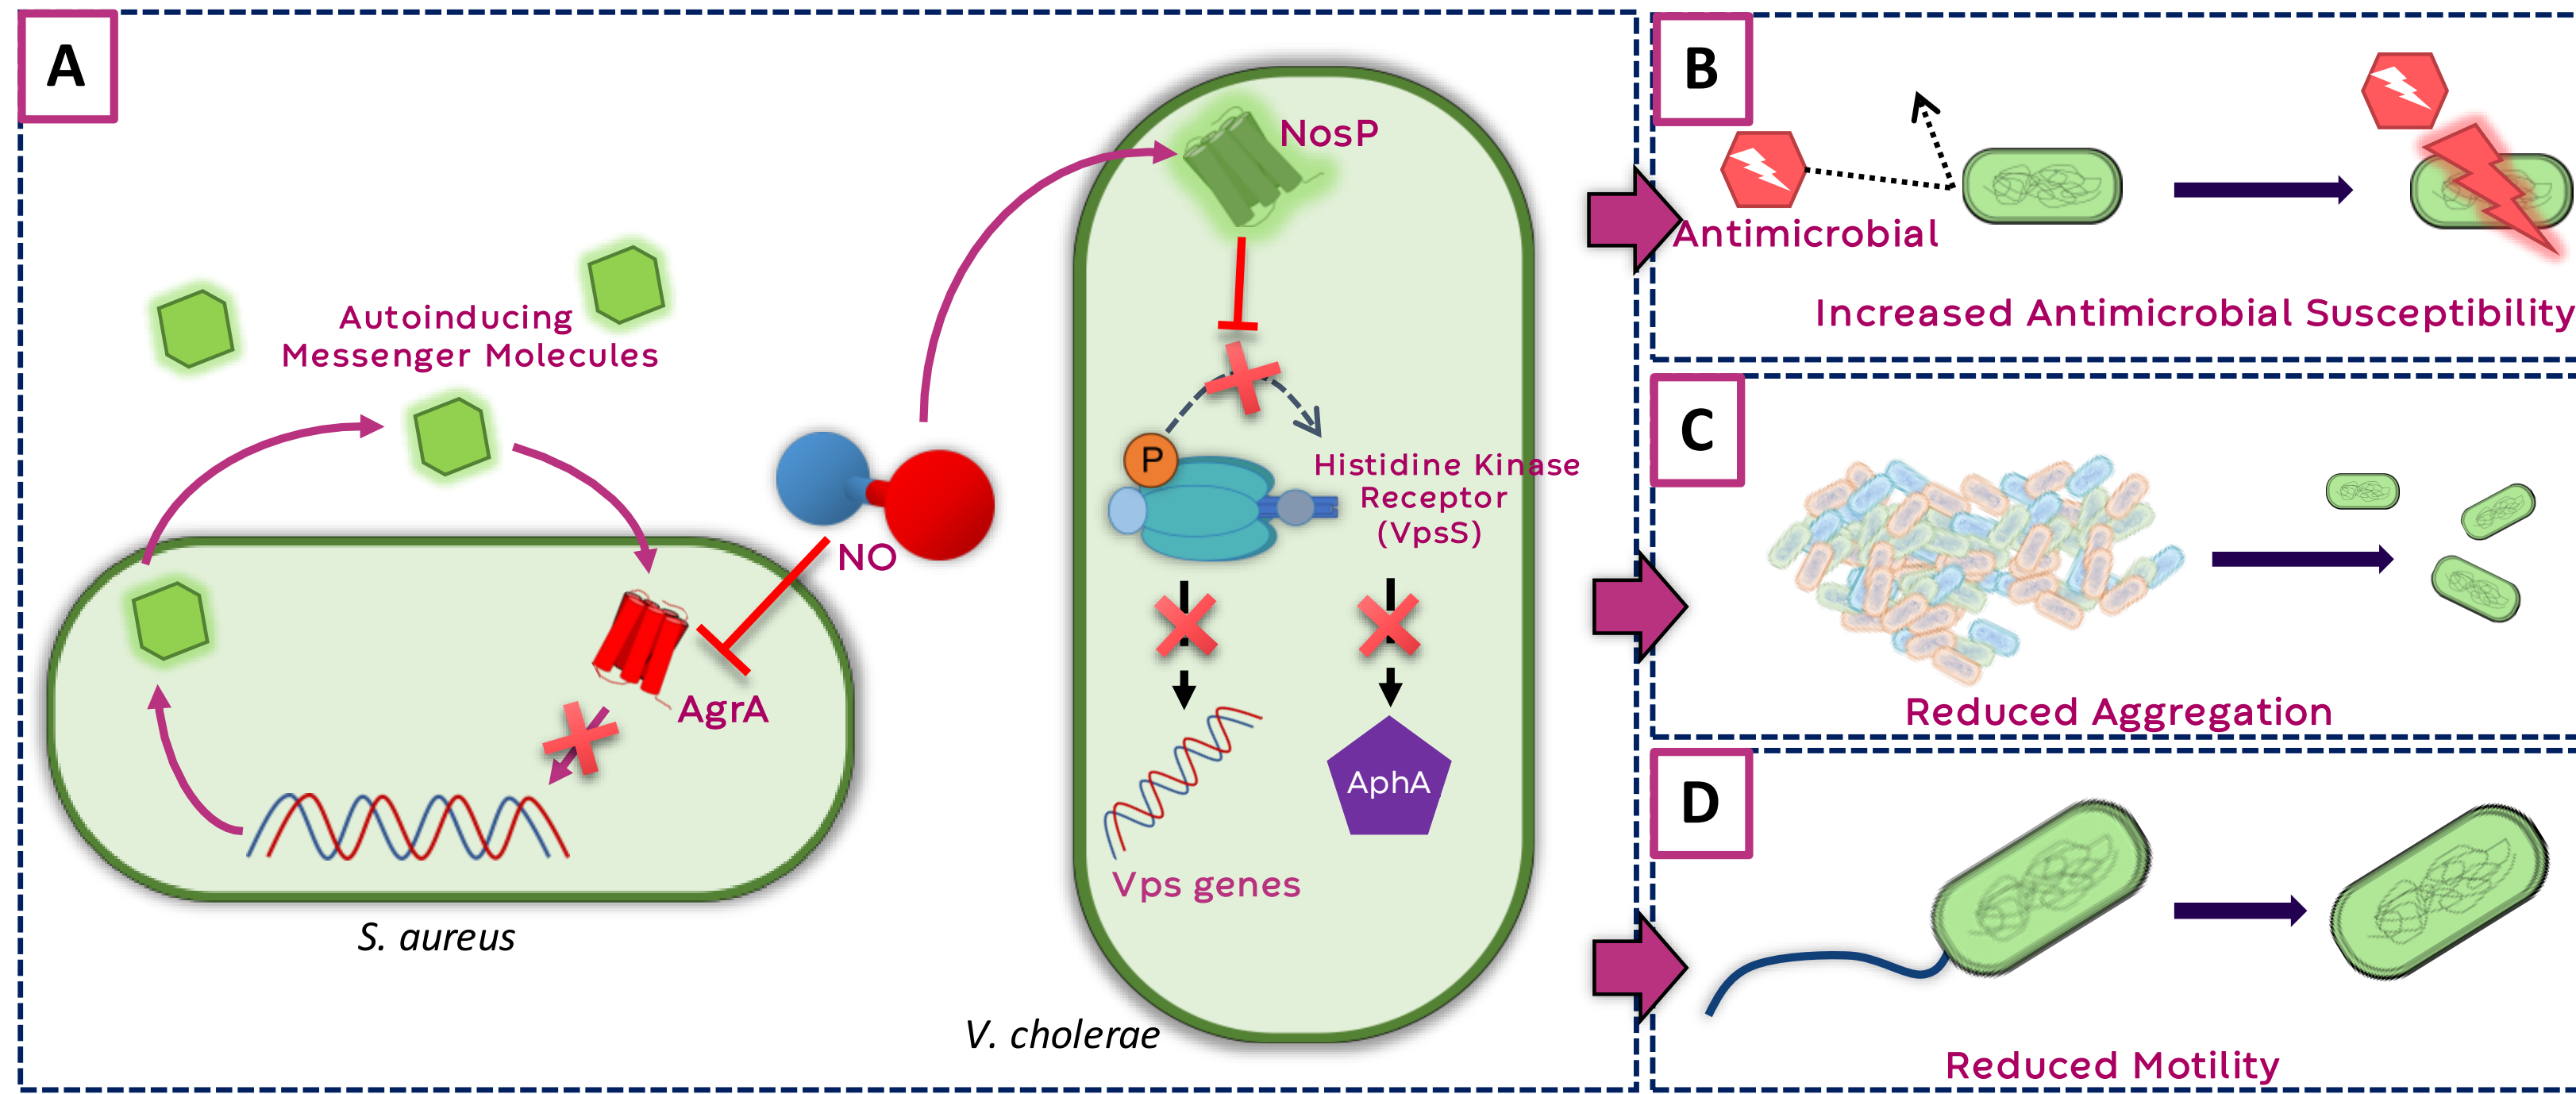 A
Autoinducing
Messenger Molecules
NO
AgrA
S. aureus
NosP
P
Histidine Kinase
Receptor
(VpsS)
AphA
Vps genes
V. cholerae
B
Antimicrobial
Increased Antimicrobial Susceptibility
C
Reduced Aggregation
D
Reduced Motility